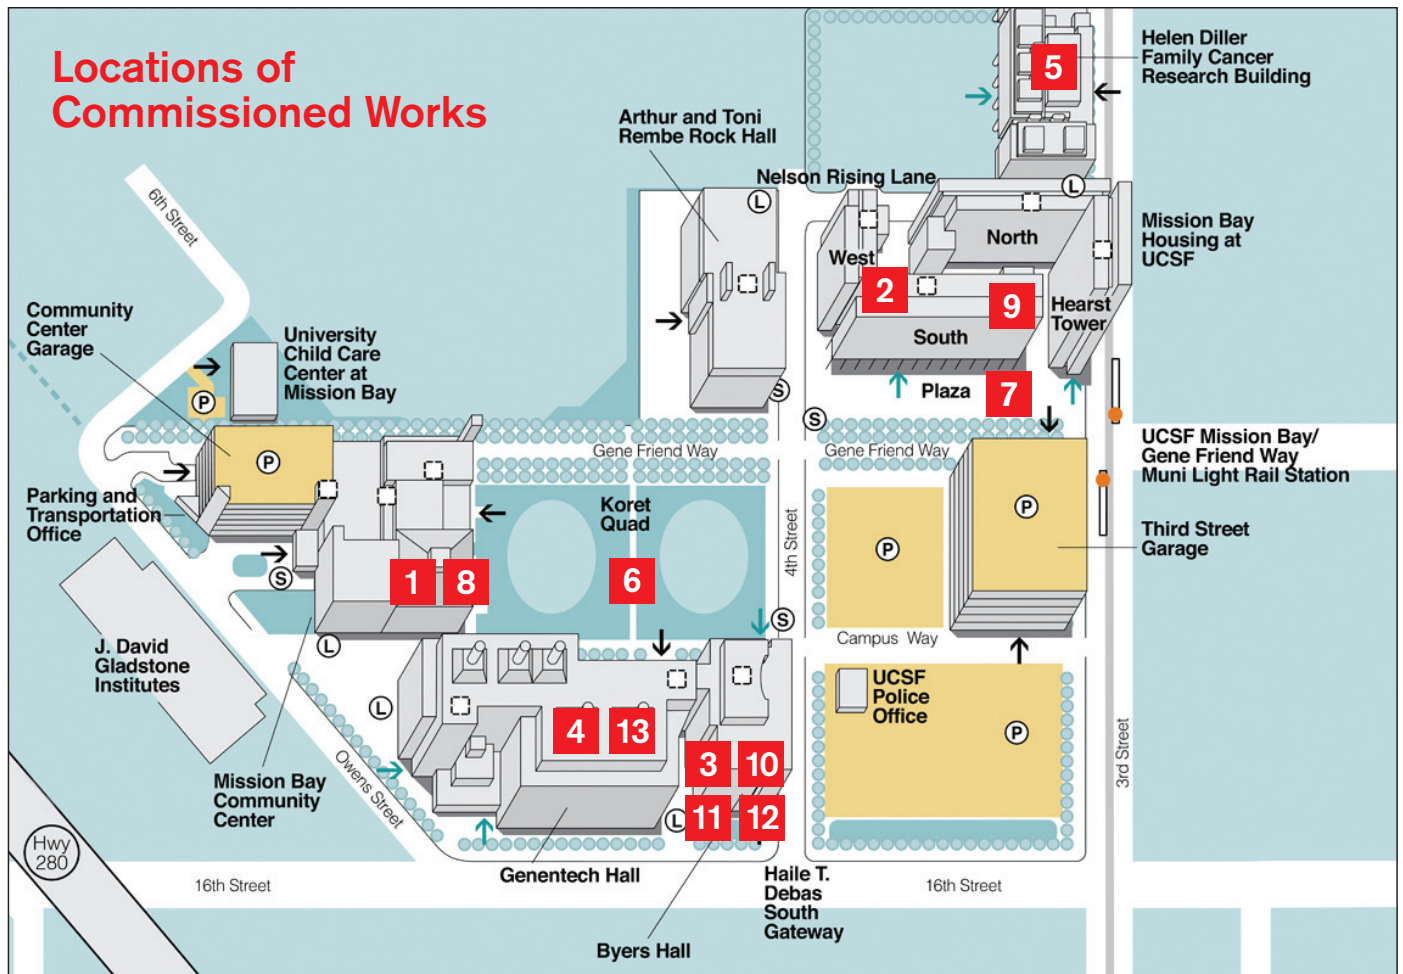 Locations of
Commissioned Works
5
Helen Diller
Family Cancer
Research Building
Arthur and Toni
Rembe Rock Hall
L
Nelson Rising Lane
L
6th Street
North
Mission Bay
Housing at
UCSF
West
2
9
Hearst
Tower
South
Community
Center
Garage
University
Child Care
Center at
Mission Bay
P
S
Plaza
7
S
Gene Friend Way
Gene Friend Way
UCSF Mission Bay/
Gene Friend Way
Muni Light Rail Station
P
Parking and
Transportation
Office
Koret
Quad
4th Street
P
P
Third Street
Garage
S
1
8
6
S
L
Campus Way
J. David
Gladstone
Institutes
UCSF
Police
Office
L
4
13
P
3
10
3rd Street
Owens Street
Mission Bay
Community
Center
L
11
12
Hwy
280
16th Street
Genentech Hall
Haile T.
Debas
South
Gateway
16th Street
Byers Hall